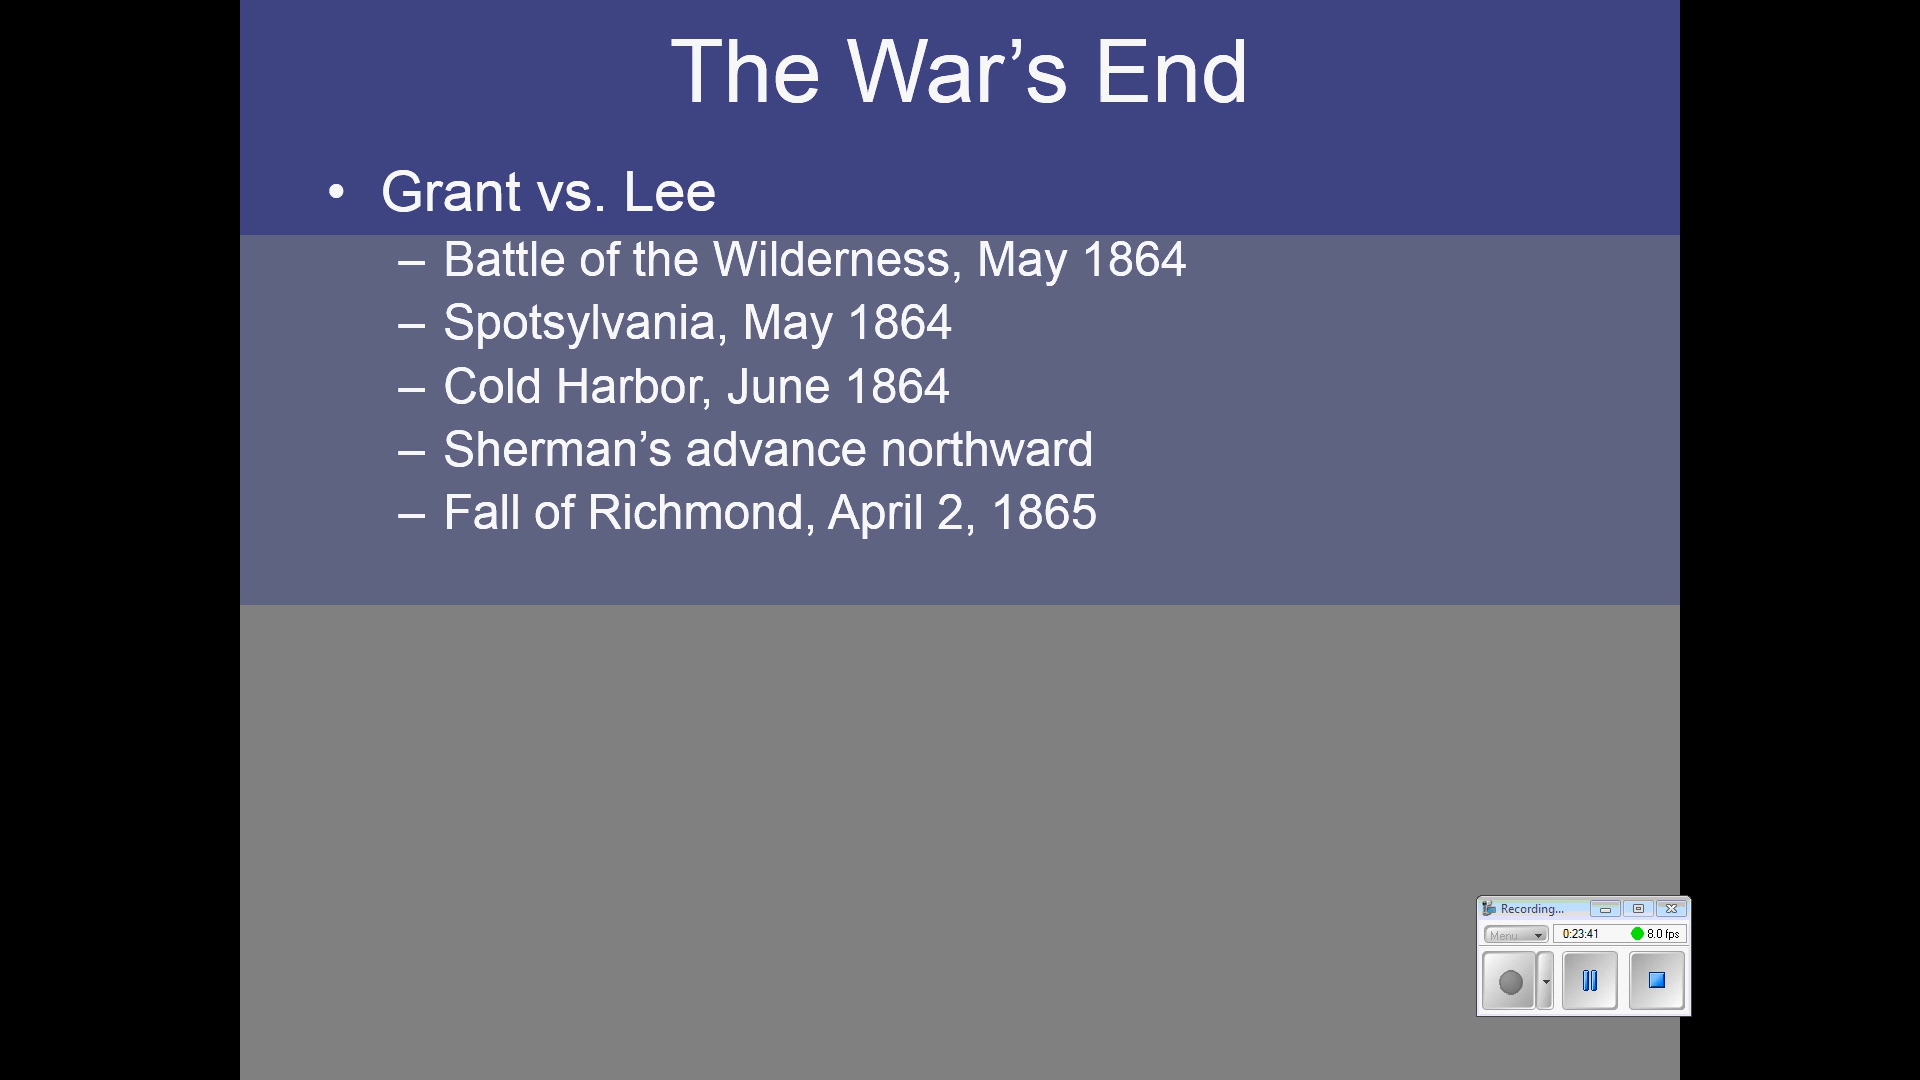 The War’s End
• Grant vs. Lee
– Battle of the Wilderness, May 1864
– Spotsylvania, May 1864
– Cold Harbor, June 1864
– Sherman’s advance northward
– Fall of Richmond, April 2, 1865
Recording...
Menu
0:23:41
8.0 fps